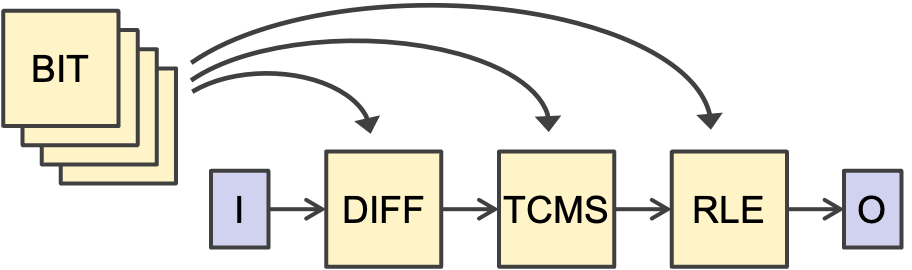 BIT
I
DIFF
TCMS
RLE
O